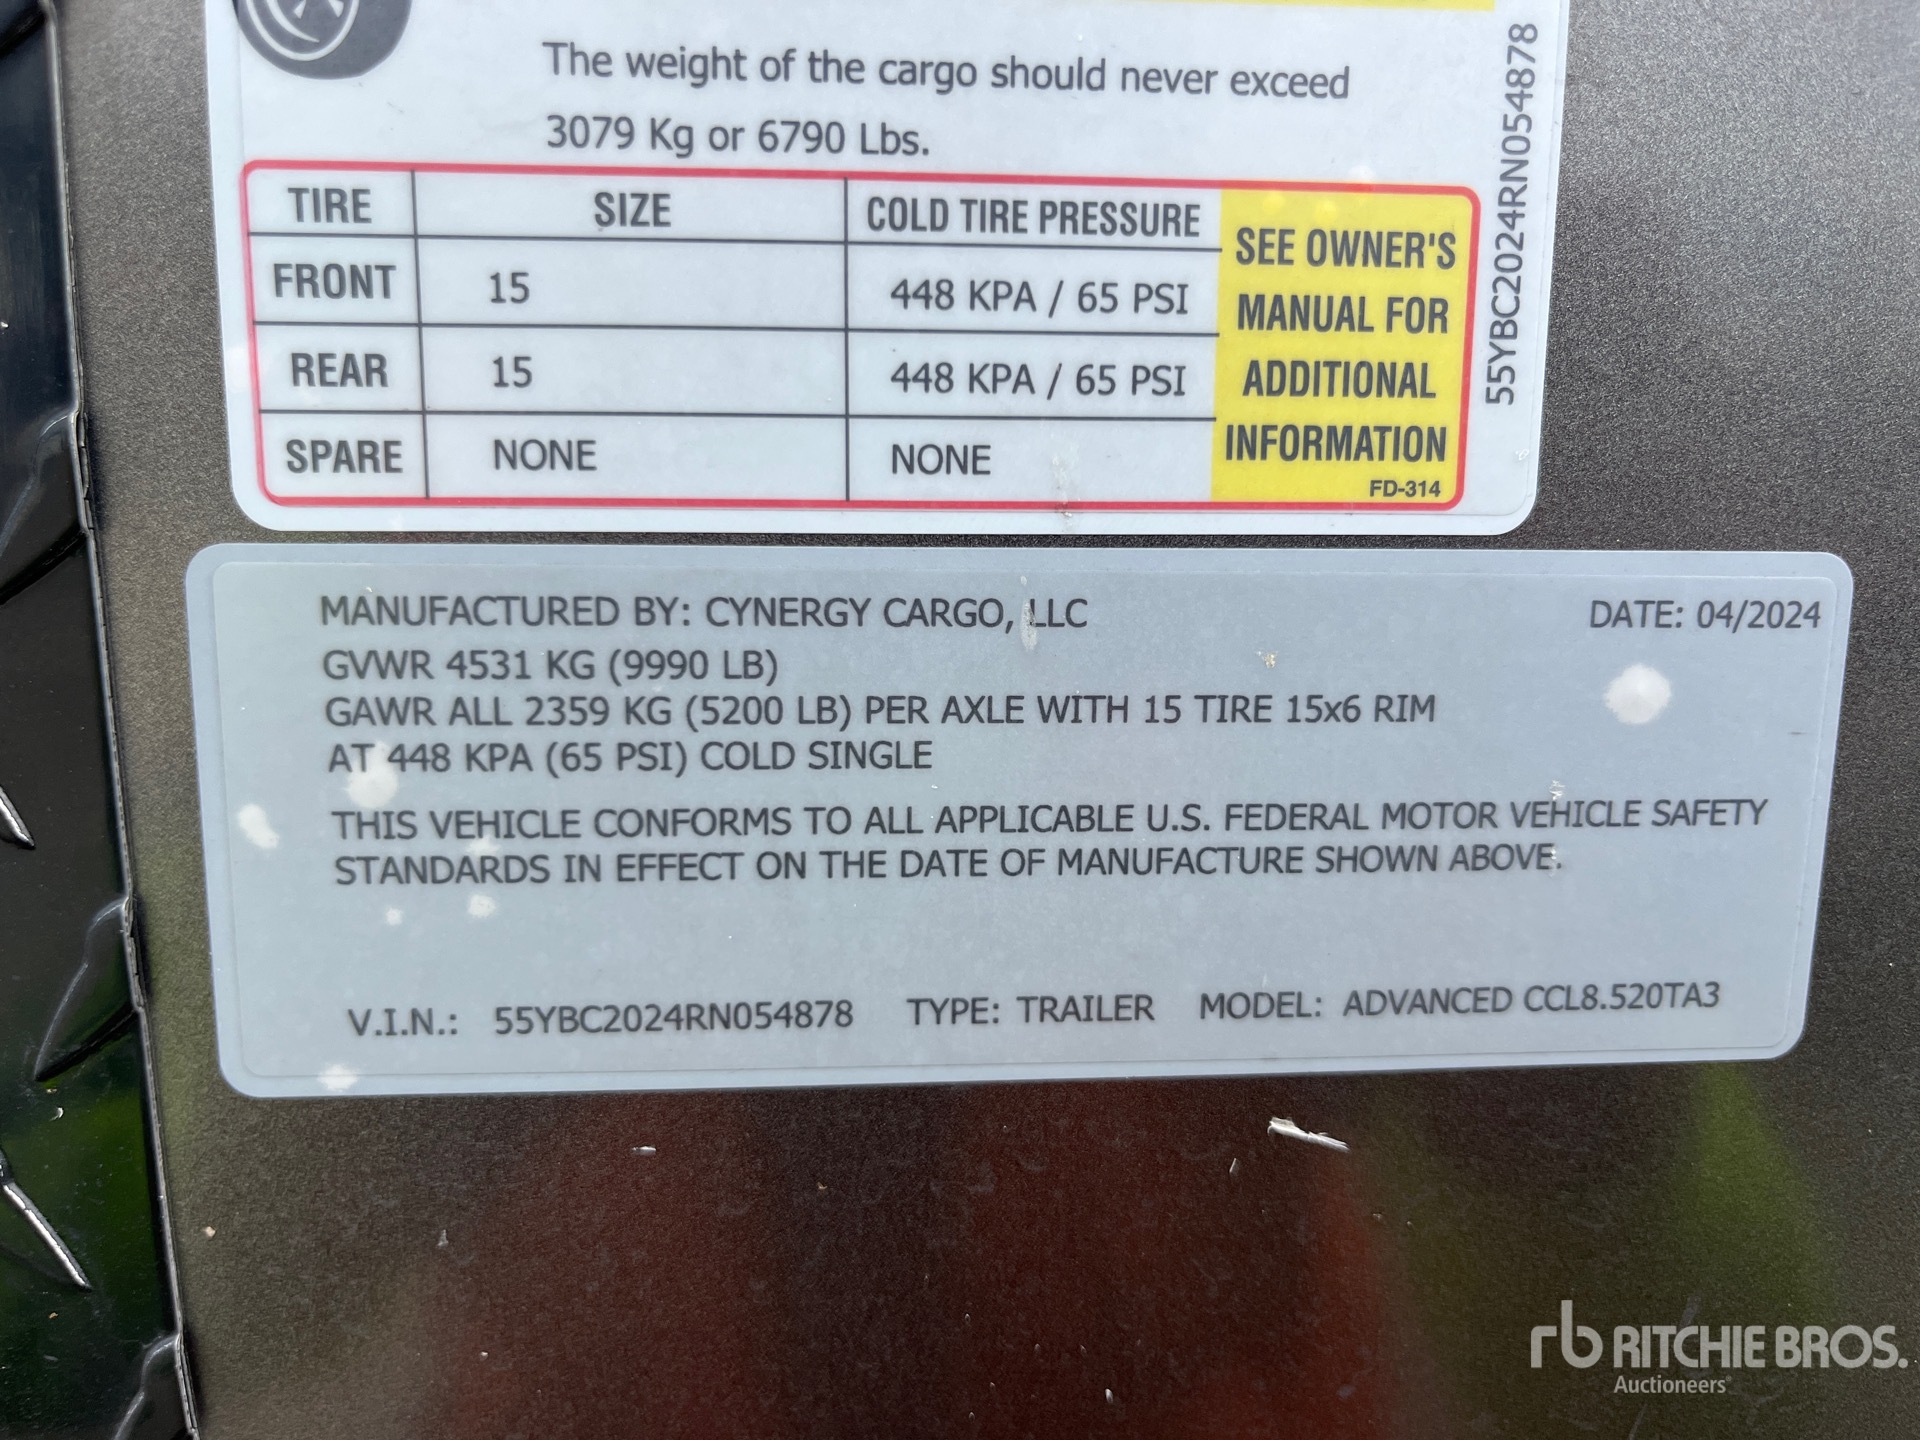 The weight of the cargo should never exceed
3079 Kg or 6790 Lbs.
TIRE SIZE COLD TIRE PRESSURE
FRONT 15 448 KPA / 65 PSI
REAR 15 448 KPA / 65 PSI
SPARE NONE NONE
SEE OWNER'S
MANUAL FOR
ADDITIONAL
INFORMATION
FD-314
55YBC2024RN054878
MANUFACTURED BY: CYNERGY CARGO, LLC DATE: 04/2024
GVWR 4531 KG (9990 LB)
GAWR ALL 2359 KG (5200 LB) PER AXLE WITH 15 TIRE 15x6 RIM
AT 448 KPA (65 PSI) COLD SINGLE
THIS VEHICLE CONFORMS TO ALL APPLICABLE U.S. FEDERAL MOTOR VEHICLE SAFETY
STANDARDS IN EFFECT ON THE DATE OF MANUFACTURE SHOWN ABOVE.
V.I.N.: 55YBC2024RN054878 TYPE: TRAILER MODEL: ADVANCED CCL8.520TA3
rb RITCHIE BROS.
Auctioneers